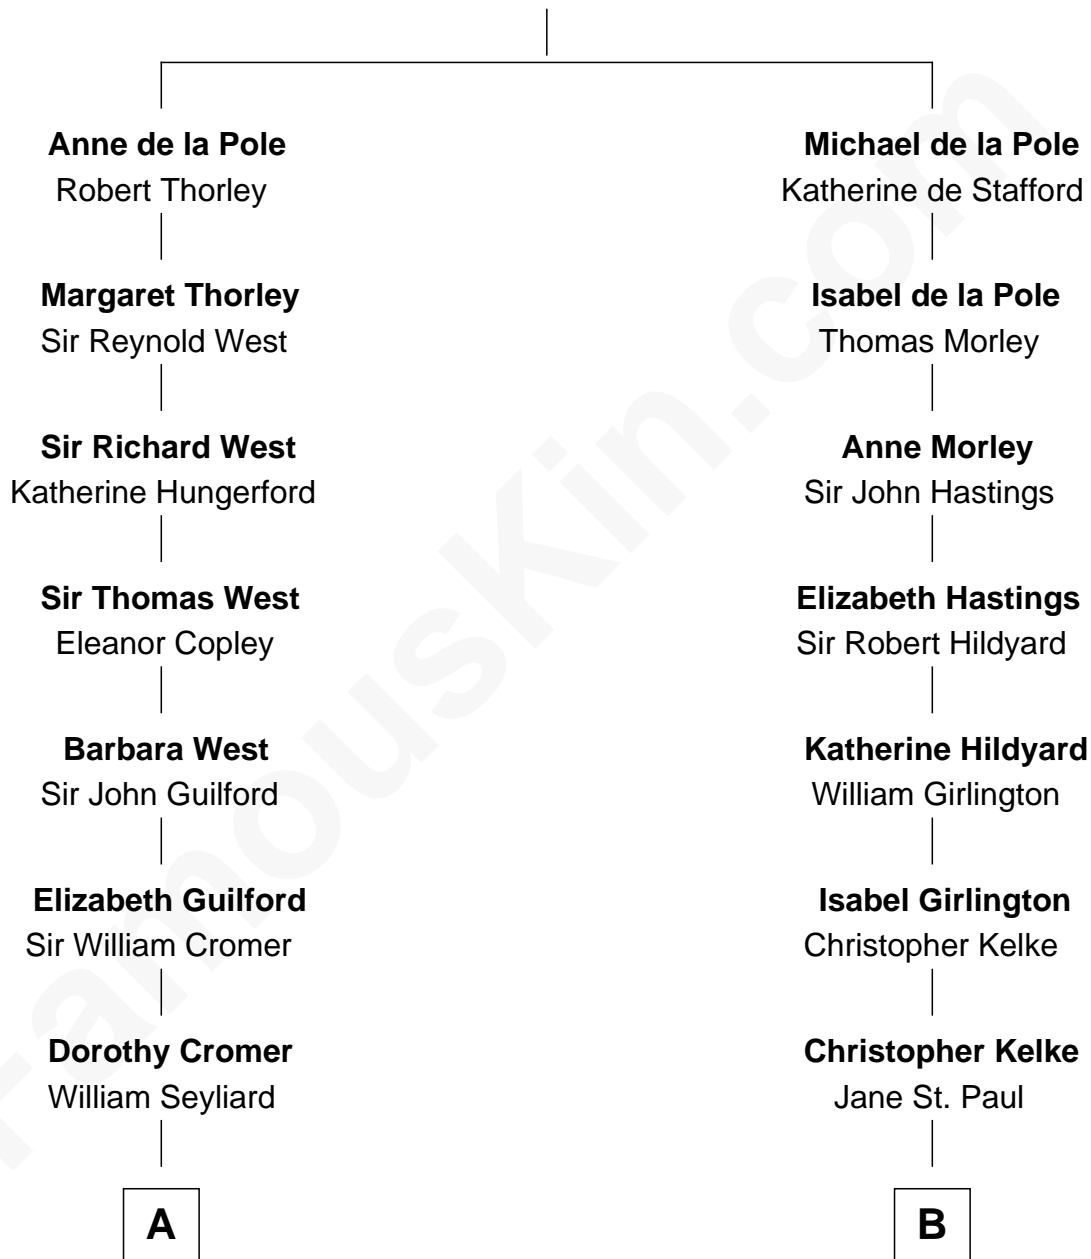 Anne de la Pole
Robert Thorley
Margaret Thorley
Sir Reynold West
Sir Richard West
Katherine Hungerford
Sir Thomas West
Eleanor Copley
Barbara West
Sir John Guilford
Elizabeth Guilford
Sir William Cromer
Dorothy Cromer
William Seyliard
A
Michael de la Pole
Katherine de Stafford
Isabel de la Pole
Thomas Morley
Anne Morley
Sir John Hastings
Elizabeth Hastings
Sir Robert Hildyard
Katherine Hildyard
William Girlington
Isabel Girlington
Christopher Kelke
Christopher Kelke
Jane St. Paul
B
FamousKin.com